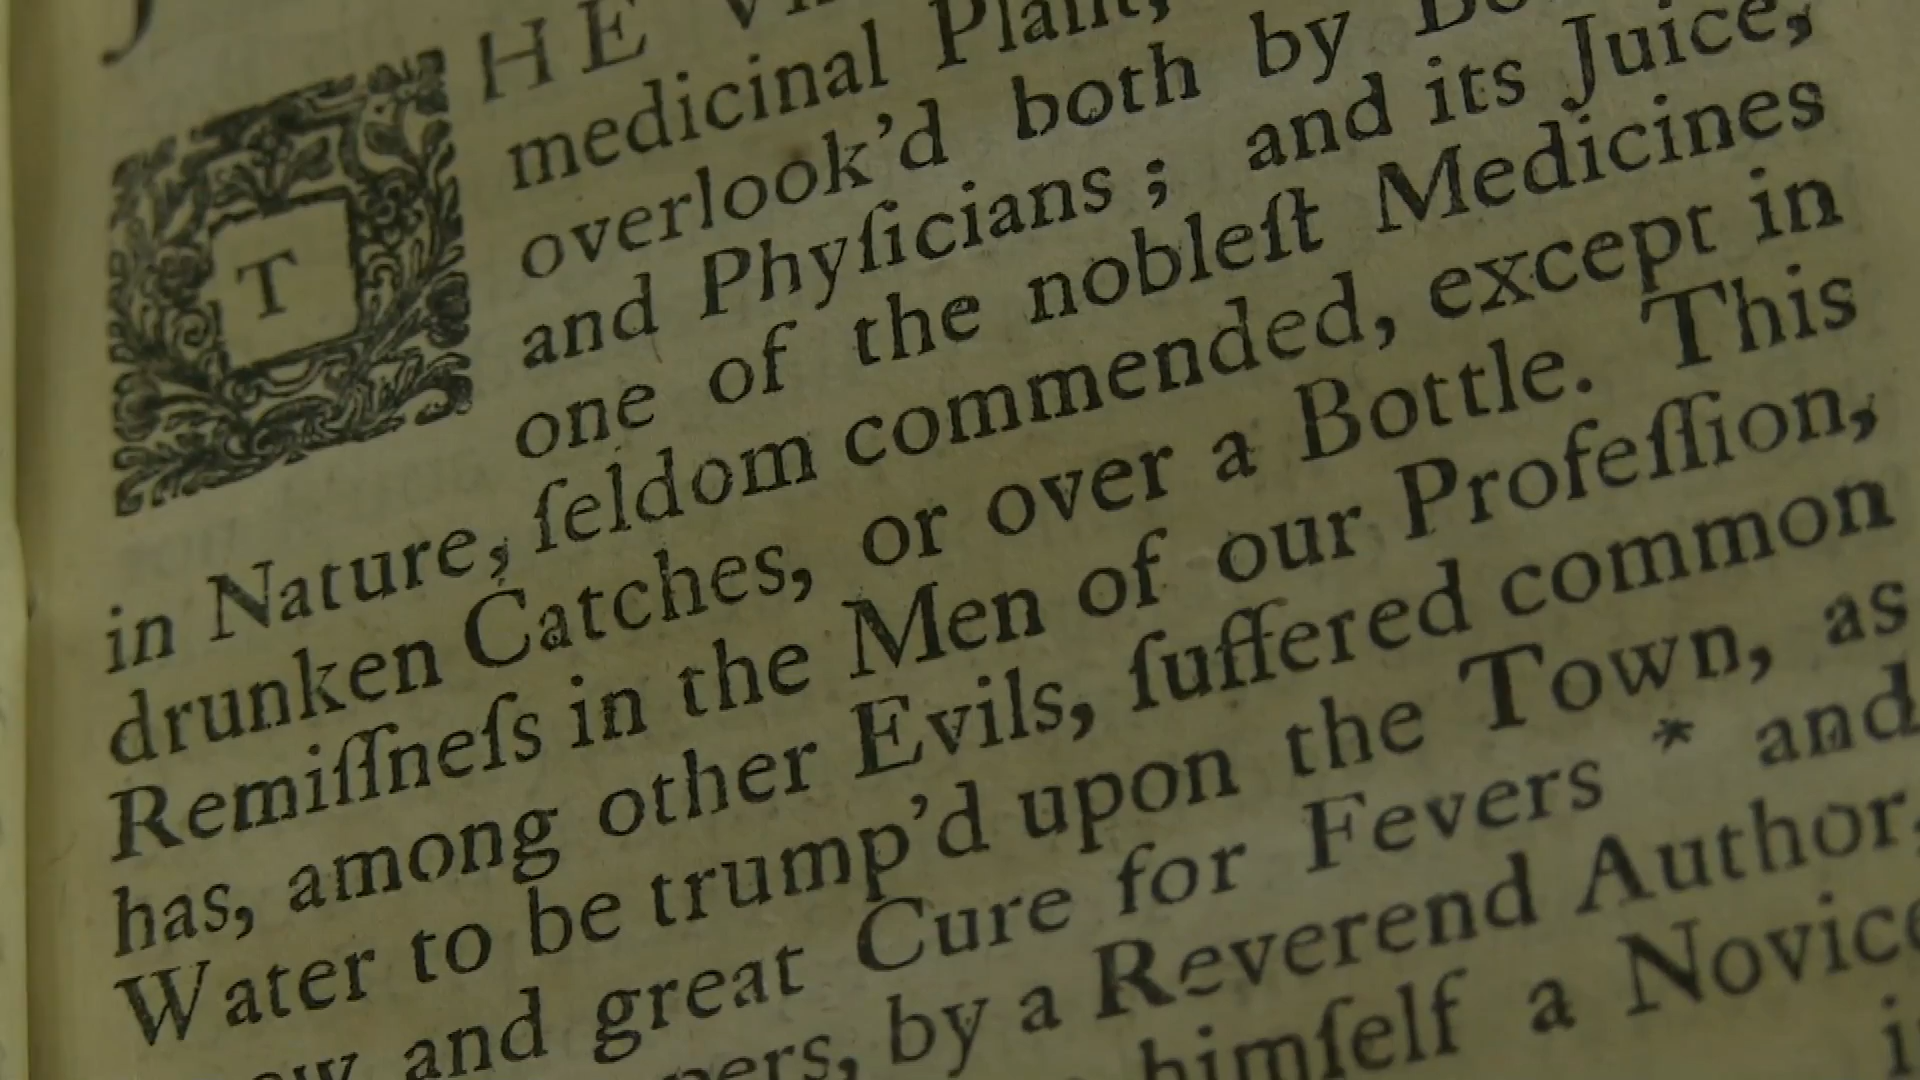 THE
medicinal Plant,
overlook'd both by
and Phyſicians; and its Juice,
one of the nobleſt Medicines
in Nature, ſeldom commended, except in
drunken Catches, or over a Bottle. This
Remiſſneſs in the Men of our Profeſſion,
has, among other Evils, ſuffered common
Water to be trump'd upon the Town, as
and great Cure for Fevers * and
by a Reverend Author,
himſelf a Novice